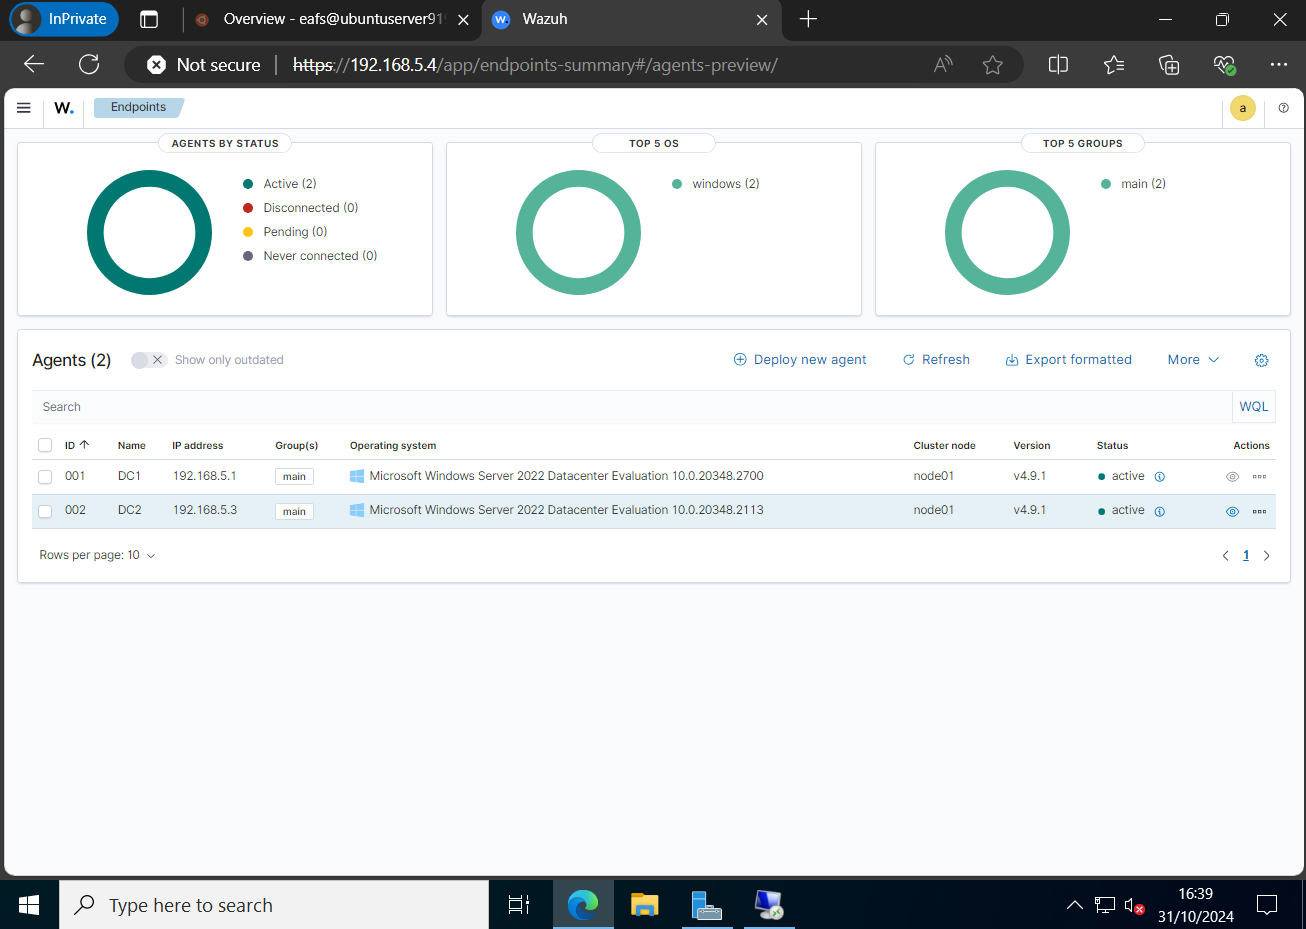 InPrivate
Overview - eafs@ubuntuserver91
Wazuh
Not secure
https://192.168.5.4/app/endpoints-summary#/agents-preview/
W.
Endpoints
a
AGENTS BY STATUS
Active (2)
Disconnected (0)
Pending (0)
Never connected (0)
TOP 5 OS
windows (2)
TOP 5 GROUPS
main (2)
Agents (2)
Show only outdated
Deploy new agent
Refresh
Export formatted
More
Search
WQL
ID Name IP address Group(s) Operating system Cluster node Version Status Actions
001 DC1 192.168.5.1 main Microsoft Windows Server 2022 Datacenter Evaluation 10.0.20348.2700 node01 v4.9.1 active
002 DC2 192.168.5.3 main Microsoft Windows Server 2022 Datacenter Evaluation 10.0.20348.2113 node01 v4.9.1 active
Rows per page: 10
1
Type here to search
16:39
31/10/2024